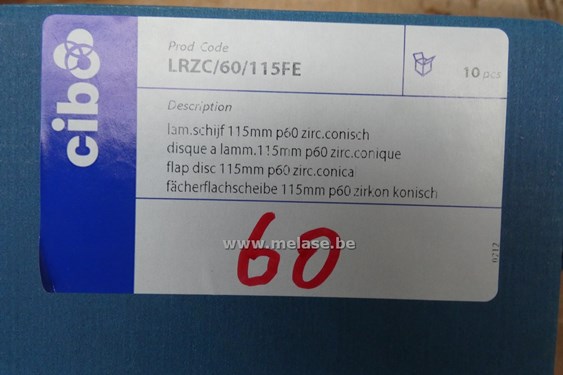 cibo
Prod. Code
LRZC/60/115FE
10 pcs
Description
lam.schijf 115mm p60 zirc.conisch
disque a lamm.115mm p60 zirc.conique
flap disc 115mm p60 zirc.conica
fächerflachscheibe 115mm p60 zirkon konisch
www.melase.be
60
0712